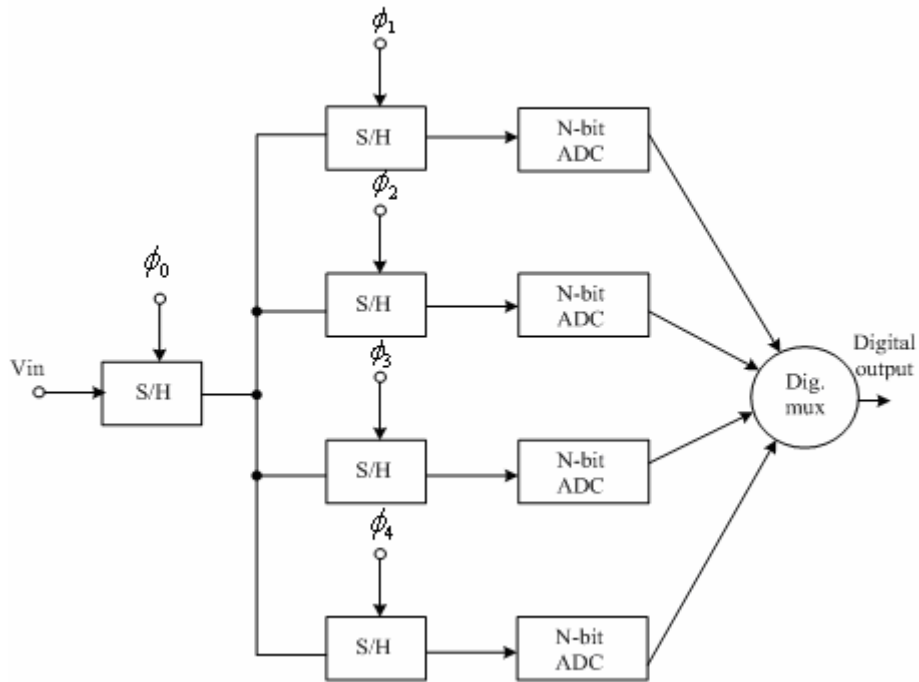 ϕ₁
S/H
N-bit
ADC
ϕ₂
S/H
N-bit
ADC
ϕ₀
Vin
S/H
ϕ₃
S/H
N-bit
ADC
Dig.
mux
Digital
output
ϕ₄
S/H
N-bit
ADC